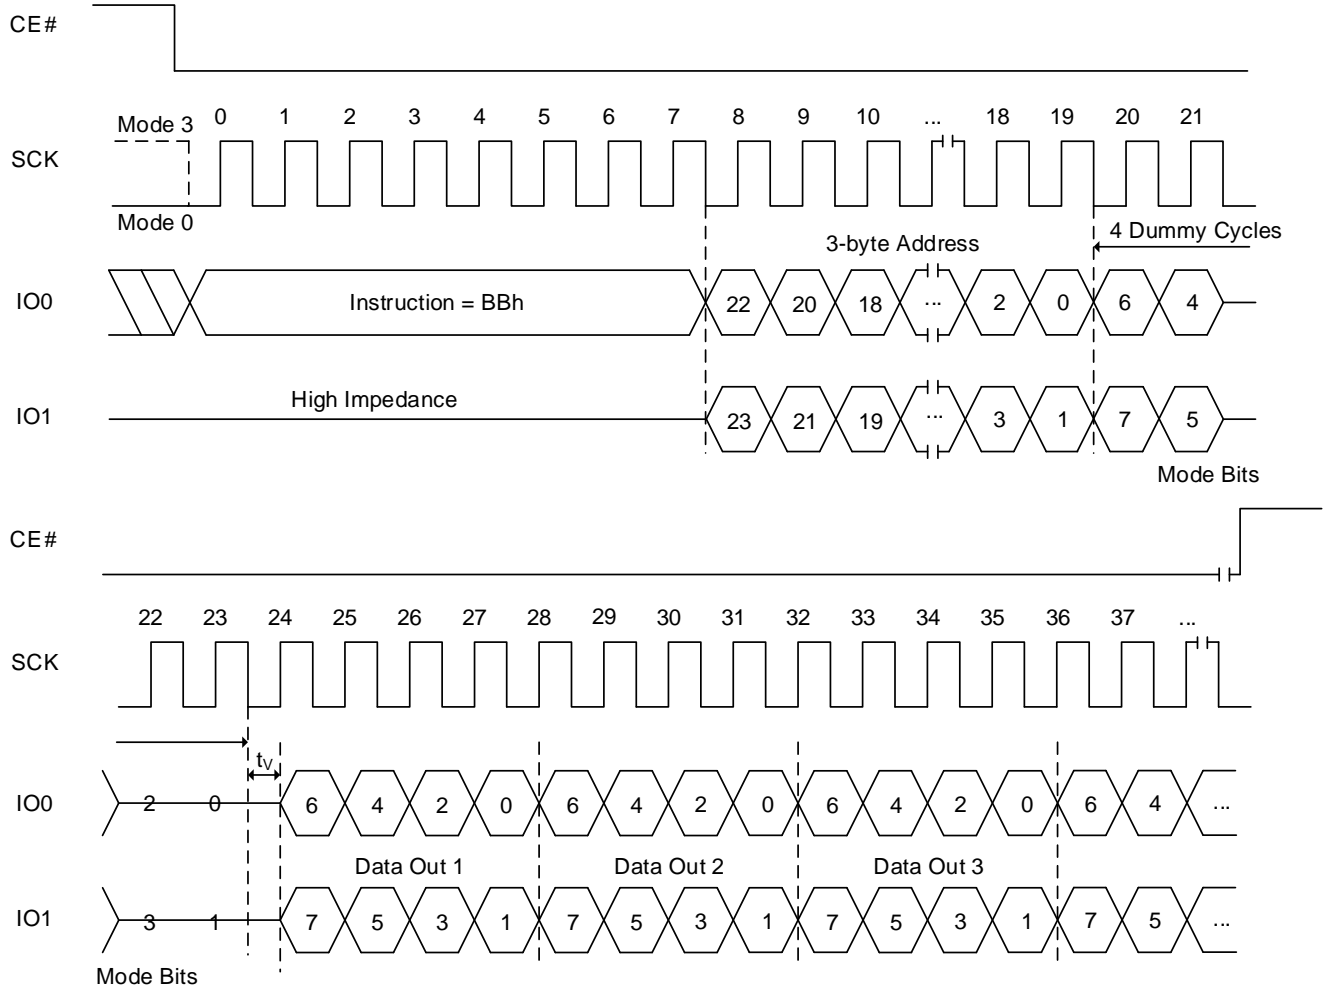 CE#
0 1 2 3 4 5 6 7 8 9 10 ... 18 19 20 21
Mode 3
SCK
Mode 0
3-byte Address 4 Dummy Cycles
IO0 Instruction = BBh 22 20 18 ... 2 0 6 4
High Impedance
IO1 23 21 19 ... 3 1 7 5
Mode Bits
CE#
22 23 24 25 26 27 28 29 30 31 32 33 34 35 36 37 ...
SCK
tV
IO0 2 0 6 4 2 0 6 4 2 0 6 4 2 0 6 4 ...
Data Out 1 Data Out 2 Data Out 3
IO1 3 1 7 5 3 1 7 5 3 1 7 5 3 1 7 5 ...
Mode Bits